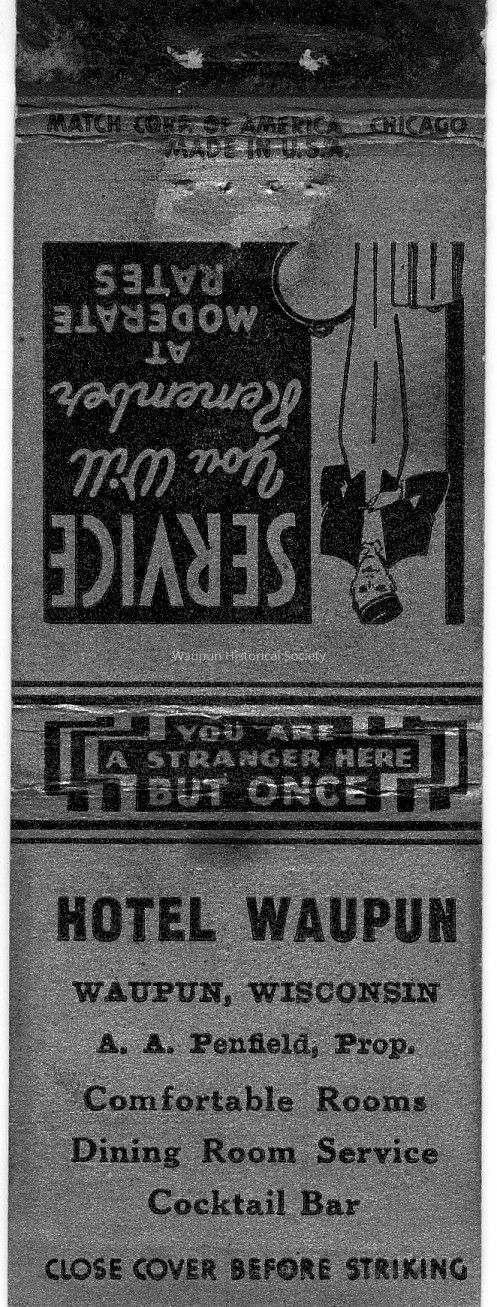 MATCH CORP. OF AMERICA, CHICAGO
MADE IN U.S.A.
SERVICE
You Will
Remember
AT
MODERATE
RATES
Waupun Historical Society
YOU ARE
A STRANGER HERE
BUT ONCE
HOTEL WAUPUN
WAUPUN, WISCONSIN
A. A. Penfield, Prop.
Comfortable Rooms
Dining Room Service
Cocktail Bar
CLOSE COVER BEFORE STRIKING